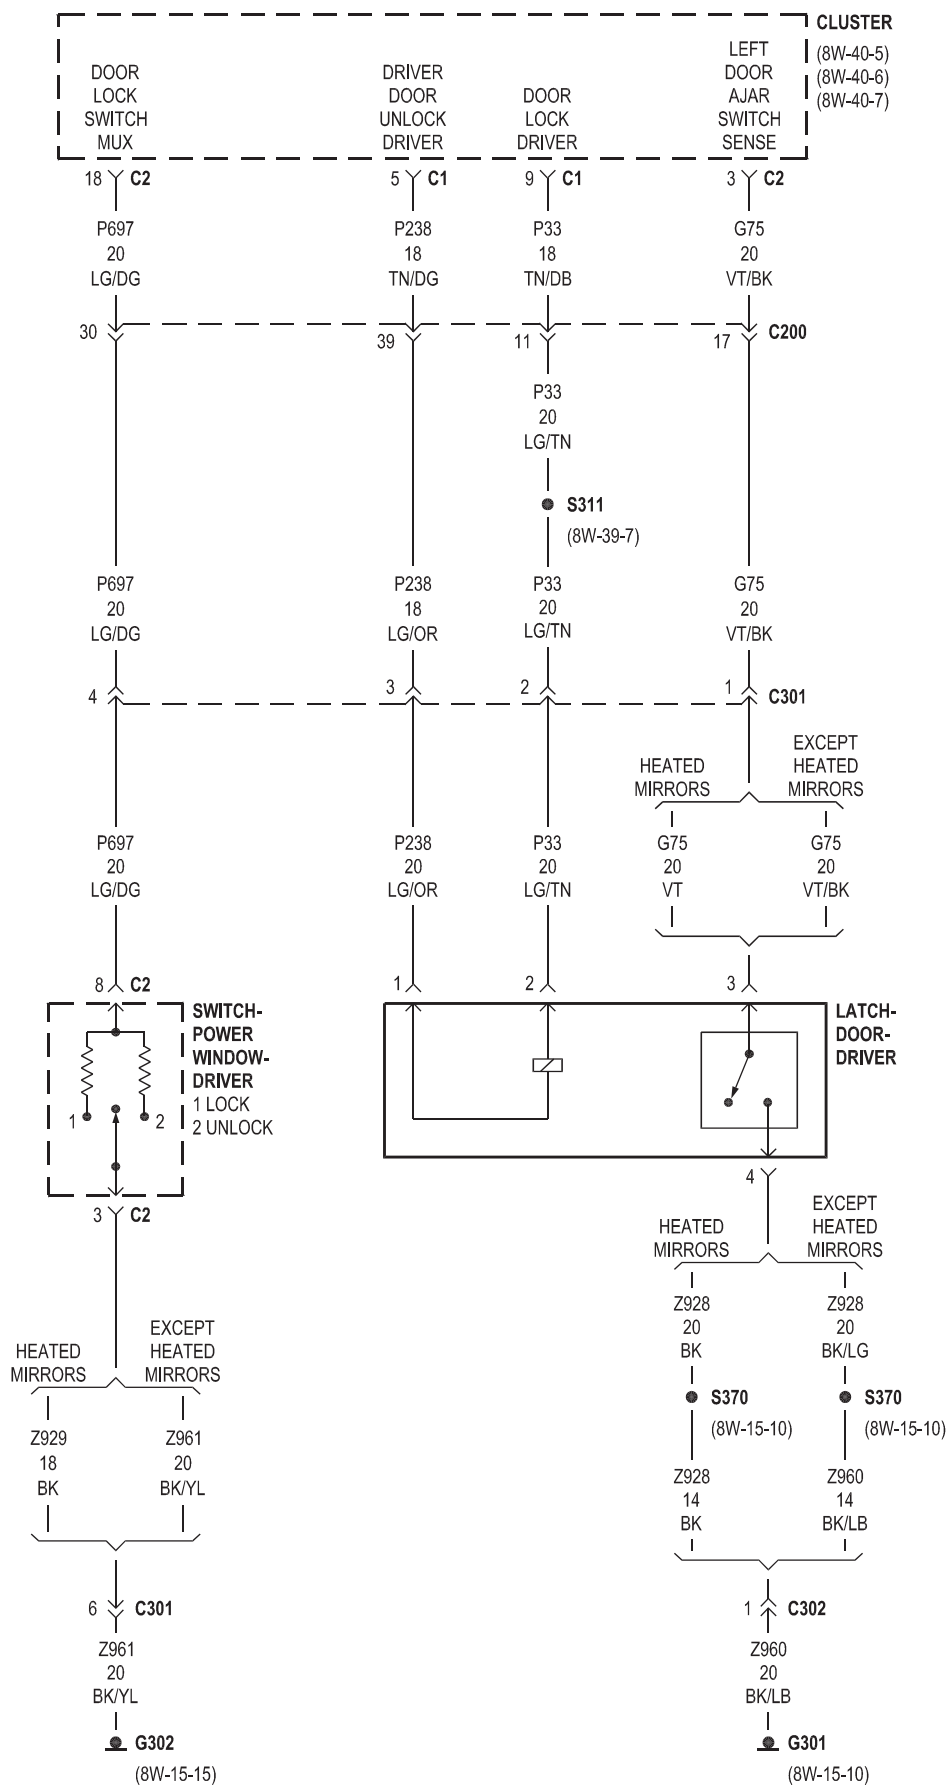 CLUSTER
(8W-40-5)
(8W-40-6)
(8W-40-7)
DOOR
LOCK
SWITCH
MUX
DRIVER
DOOR
UNLOCK
DRIVER
DOOR
LOCK
DRIVER
LEFT
DOOR
AJAR
SWITCH
SENSE
18 C2
5 C1
9 C1
3 C2
P697
20
LG/DG
P238
18
TN/DG
P33
18
TN/DB
G75
20
VT/BK
30
39
11
17
C200
P33
20
LG/TN
S311
(8W-39-7)
P697
20
LG/DG
P238
18
LG/OR
P33
20
LG/TN
G75
20
VT/BK
4
3
2
1
C301
HEATED
MIRRORS
EXCEPT
HEATED
MIRRORS
P697
20
LG/DG
P238
20
LG/OR
P33
20
LG/TN
G75
20
VT
G75
20
VT/BK
8 C2
1
2
3
SWITCH-
POWER
WINDOW-
DRIVER
1 LOCK
2 UNLOCK
1
2
LATCH-
DOOR-
DRIVER
3 C2
4
HEATED
MIRRORS
EXCEPT
HEATED
MIRRORS
Z928
20
BK
Z928
20
BK/LG
S370
(8W-15-10)
S370
(8W-15-10)
Z928
14
BK
Z960
14
BK/LB
HEATED
MIRRORS
EXCEPT
HEATED
MIRRORS
Z929
18
BK
Z961
20
BK/YL
6 C301
1 C302
Z961
20
BK/YL
Z960
20
BK/LB
G302
(8W-15-15)
G301
(8W-15-10)